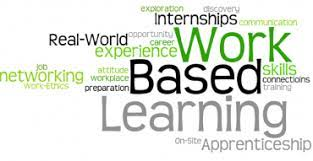 exploration discovery
Internships communication
opportunity
Real-World career Work
experience
job attitude skills
networking workplace Based connections
work-Ethics preparation training
Learning
On-Site Apprenticeship